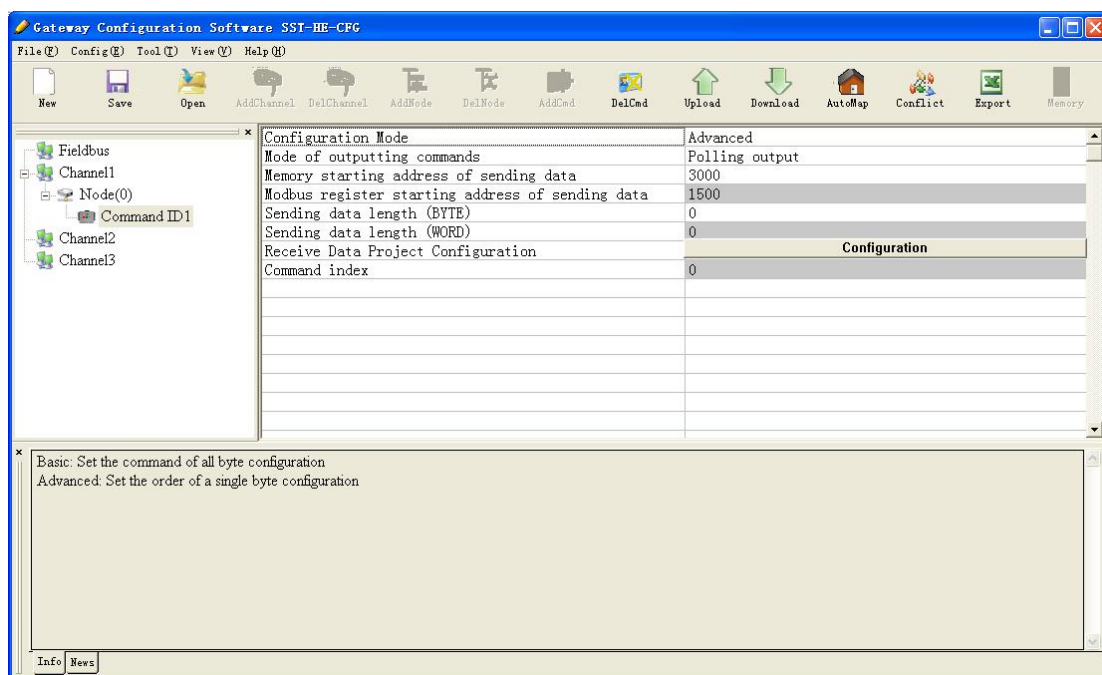 Gateway Configuration Software SST-HE-CFG
File(F) Config(E) Tool(T) View(V) Help(H)
New Save Open AddChannel DelChannel AddNode DelNode AddCmd DelCmd Upload Download AutoMap Conflict Export Memory
Fieldbus
Channel1
Node(0)
Command ID1
Channel2
Channel3
Configuration Mode Advanced
Mode of outputting commands Polling output
Memory starting address of sending data 3000
Modbus register starting address of sending data 1500
Sending data length (BYTE) 0
Sending data length (WORD) 0
Receive Data Project Configuration Configuration
Command index 0
Basic: Set the command of all byte configuration
Advanced: Set the order of a single byte configuration
Info News